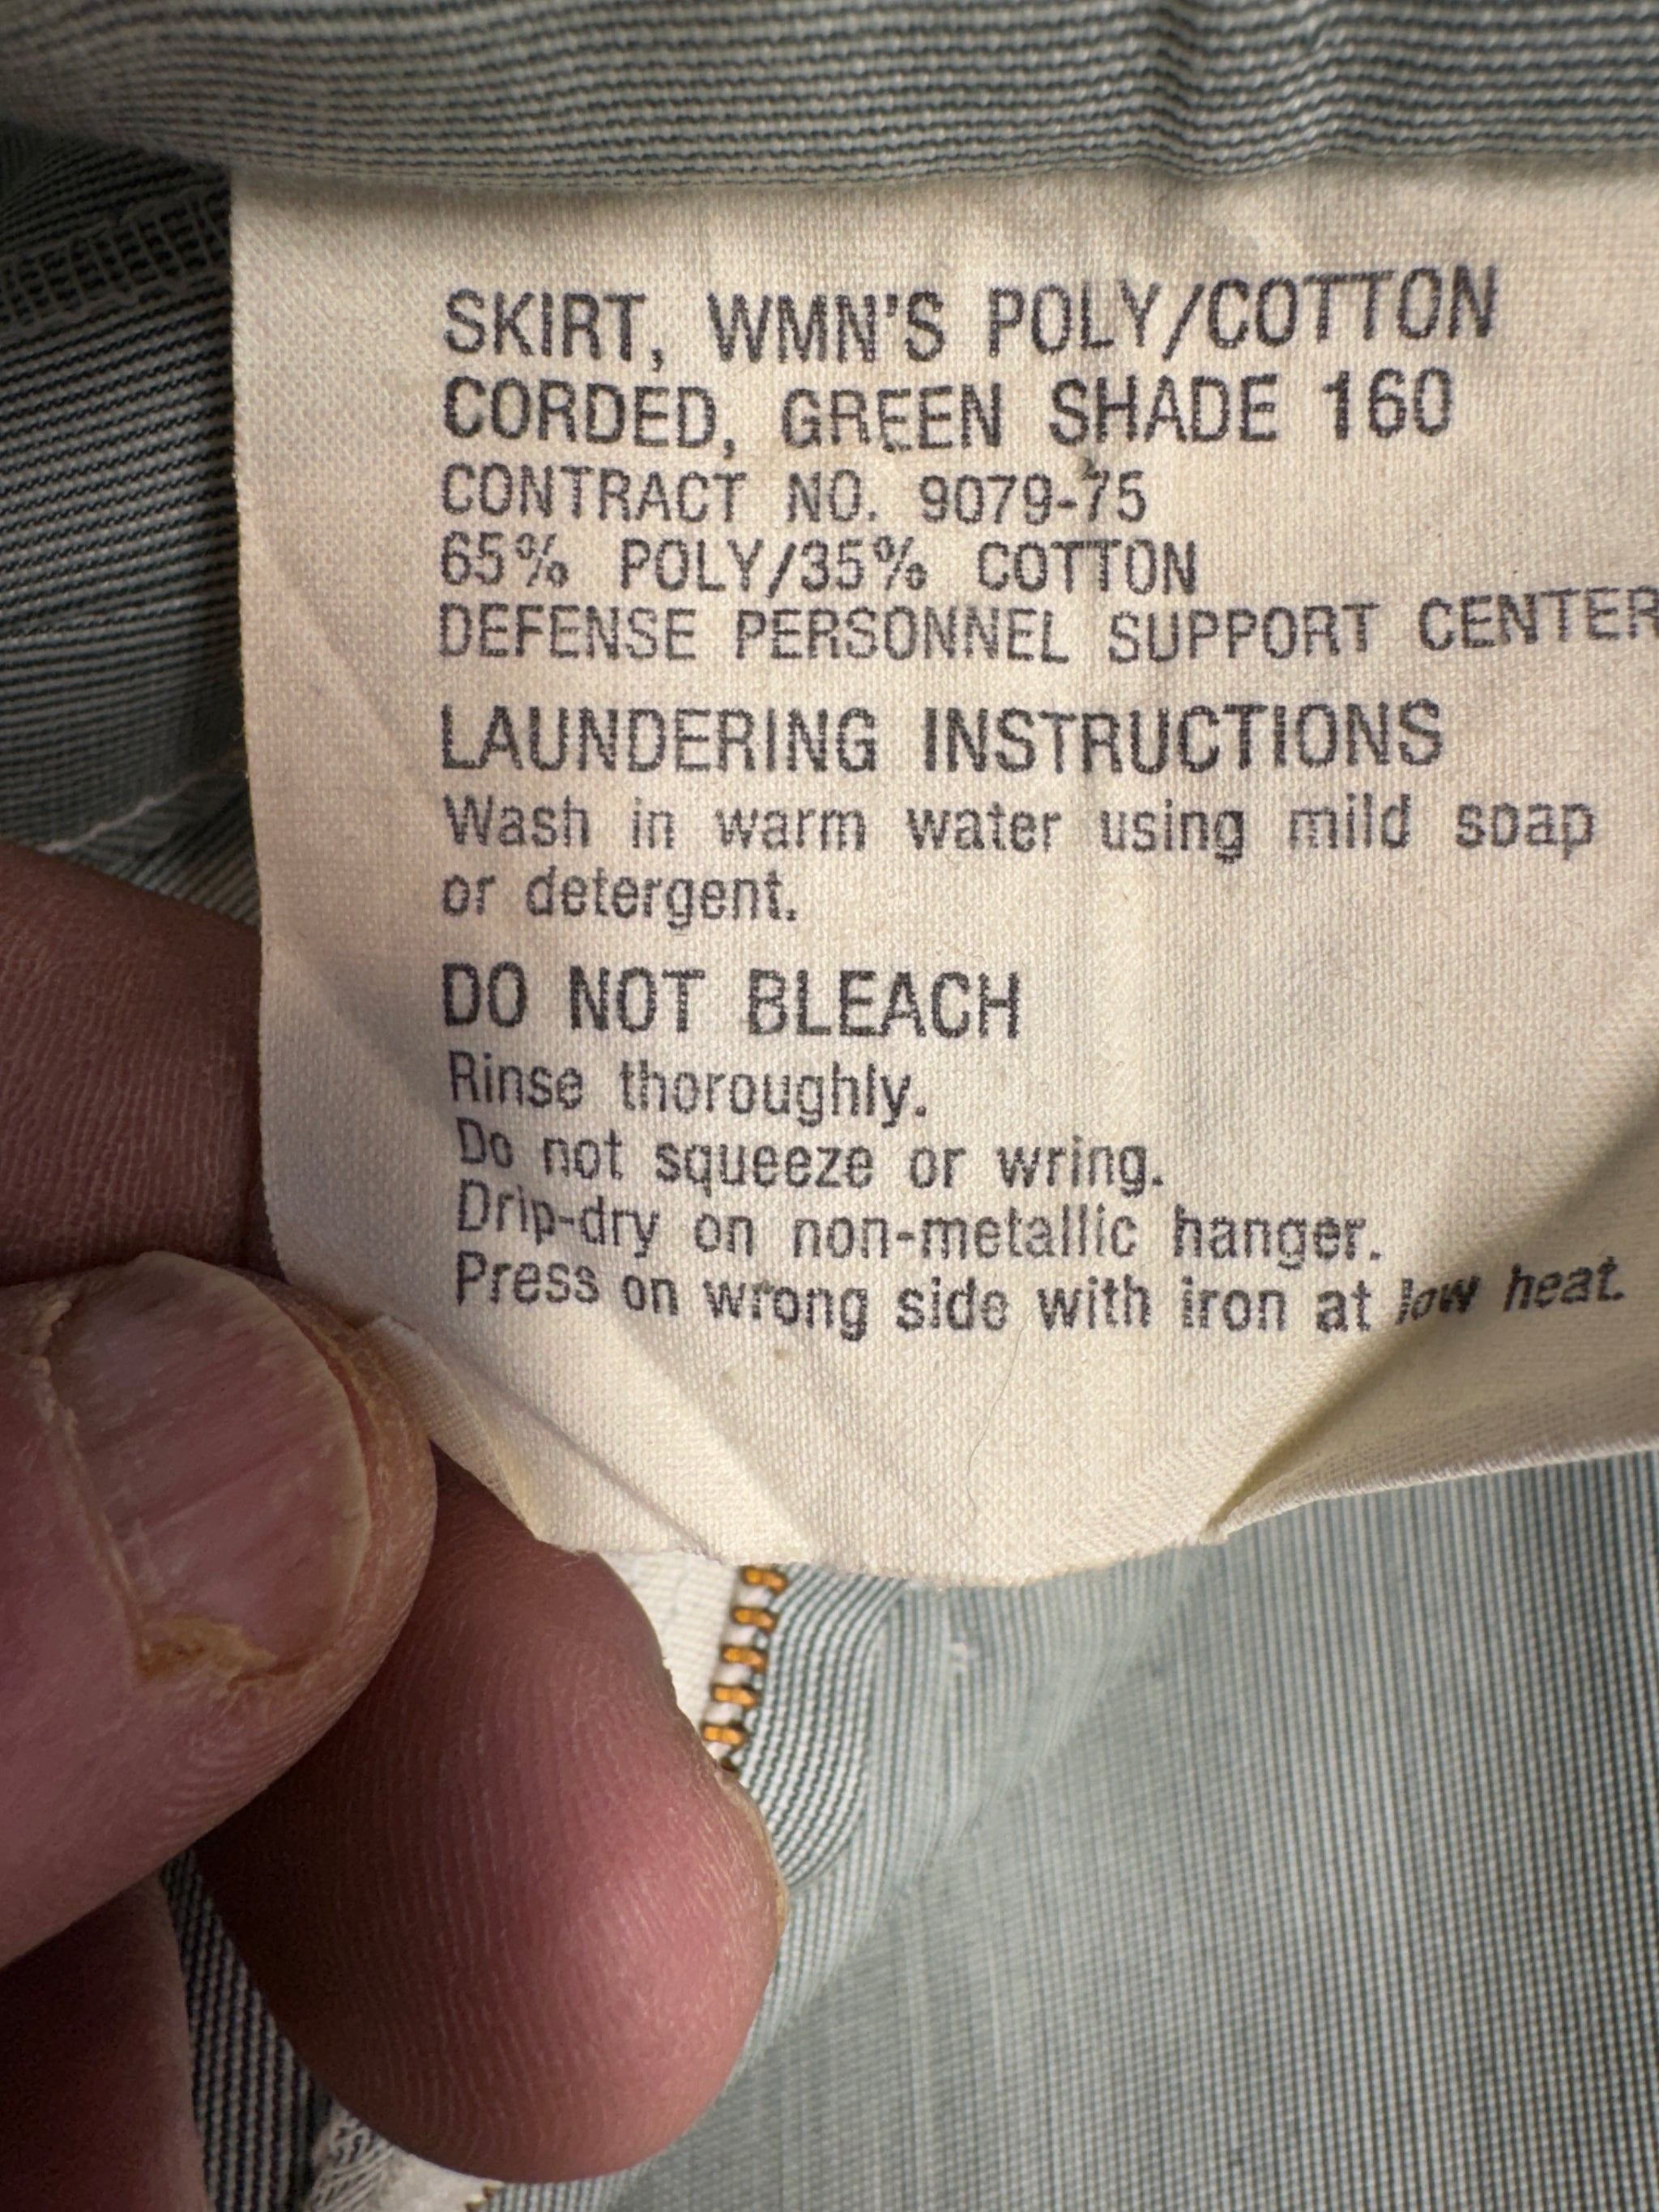 SKIRT, WMN'S POLY/COTTON
CORDED, GREEN SHADE 160
CONTRACT NO. 9079-75
65% POLY/35% COTTON
DEFENSE PERSONNEL SUPPORT CENTER
LAUNDERING INSTRUCTIONS
Wash in warm water using mild soap
or detergent.
DO NOT BLEACH
Rinse thoroughly.
Do not squeeze or wring.
Drip-dry on non-metallic hanger.
Press on wrong side with iron at low heat.